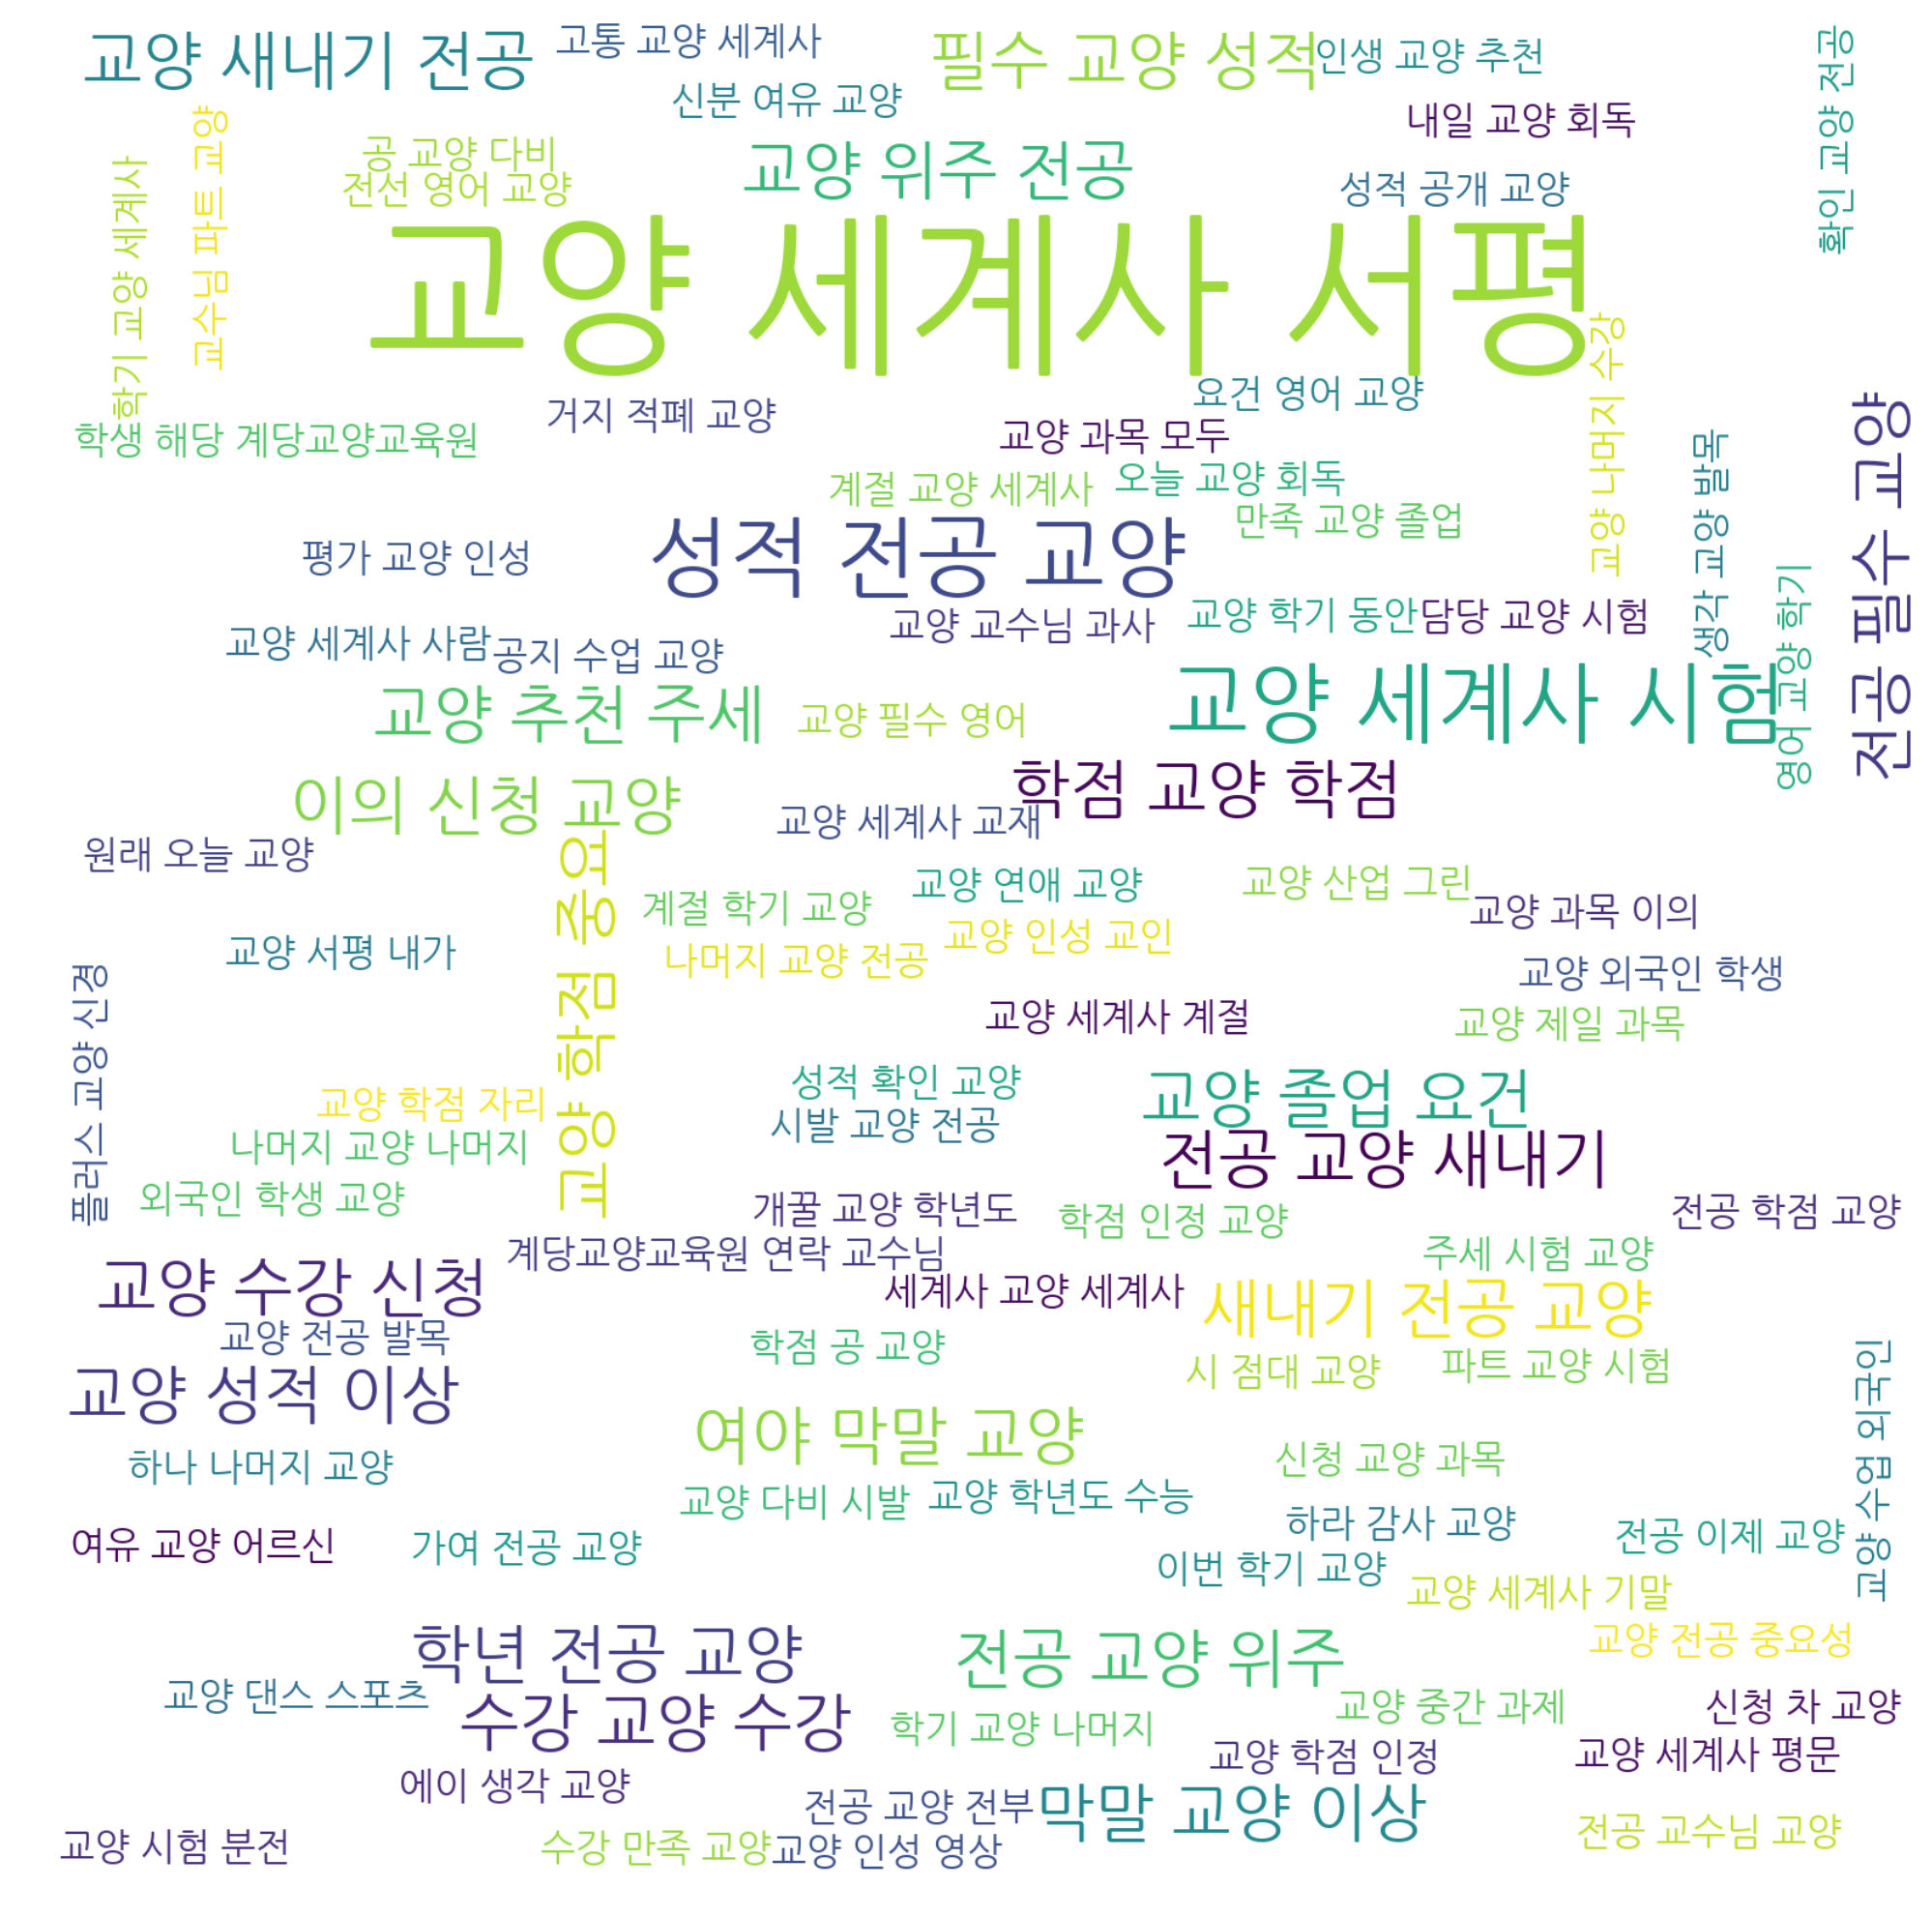 교양 새내기 전공
고통 교양 세계사
필수 교양 성적
인생 교양 추천
확인 교양 전공
신분 여유 교양
내일 교양 회독
교수님 파트 교양
학기 교양 세계사
공 교양 다비
전선 영어 교양
교양 위주 전공
성적 공개 교양
교양 세계사 서평
교양 나머지 수강
요건 영어 교양
거지 적폐 교양
전공 필수 교양
학생 해당 계당교양교육원
교양 과목 모두
생각 교양 발목
계절 교양 세계사
오늘 교양 회독
만족 교양 졸업
성적 전공 교양
평가 교양 인성
영어 교양 학기
교양 학기 동안
담당 교양 시험
교양 교수님 과사
교양 세계사 사람
공지 수업 교양
교양 세계사 시험
교양 추천 주세
교양 필수 영어
학점 교양 학점
이의 신청 교양
교양 세계사 교재
교양 학점 중요
원래 오늘 교양
교양 연애 교양
교양 산업 그린
계절 학기 교양
교양 과목 이의
교양 인성 교인
교양 서평 내가
나머지 교양 전공
플러스 교양 신경
교양 외국인 학생
교양 세계사 계절
교양 제일 과목
성적 확인 교양
교양 졸업 요건
교양 학점 자리
시발 교양 전공
나머지 교양 나머지
전공 교양 새내기
외국인 학생 교양
개꿀 교양 학년도
학점 인정 교양
전공 학점 교양
계당교양교육원 연락 교수님
주세 시험 교양
교양 수강 신청
세계사 교양 세계사
새내기 전공 교양
교양 전공 발목
학점 공 교양
교양 수업 외국인
시 점대 교양
파트 교양 시험
교양 성적 이상
여야 막말 교양
하나 나머지 교양
신청 교양 과목
교양 다비 시발
교양 학년도 수능
하라 감사 교양
여유 교양 어르신
가여 전공 교양
전공 이제 교양
이번 학기 교양
교양 세계사 기말
학년 전공 교양
전공 교양 위주
교양 전공 중요성
교양 댄스 스포츠
수강 교양 수강
교양 중간 과제
신청 차 교양
학기 교양 나머지
교양 학점 인정
교양 세계사 평문
에이 생각 교양
전공 교양 전부
막말 교양 이상
전공 교수님 교양
교양 시험 분전
수강 만족 교양
교양 인성 영상